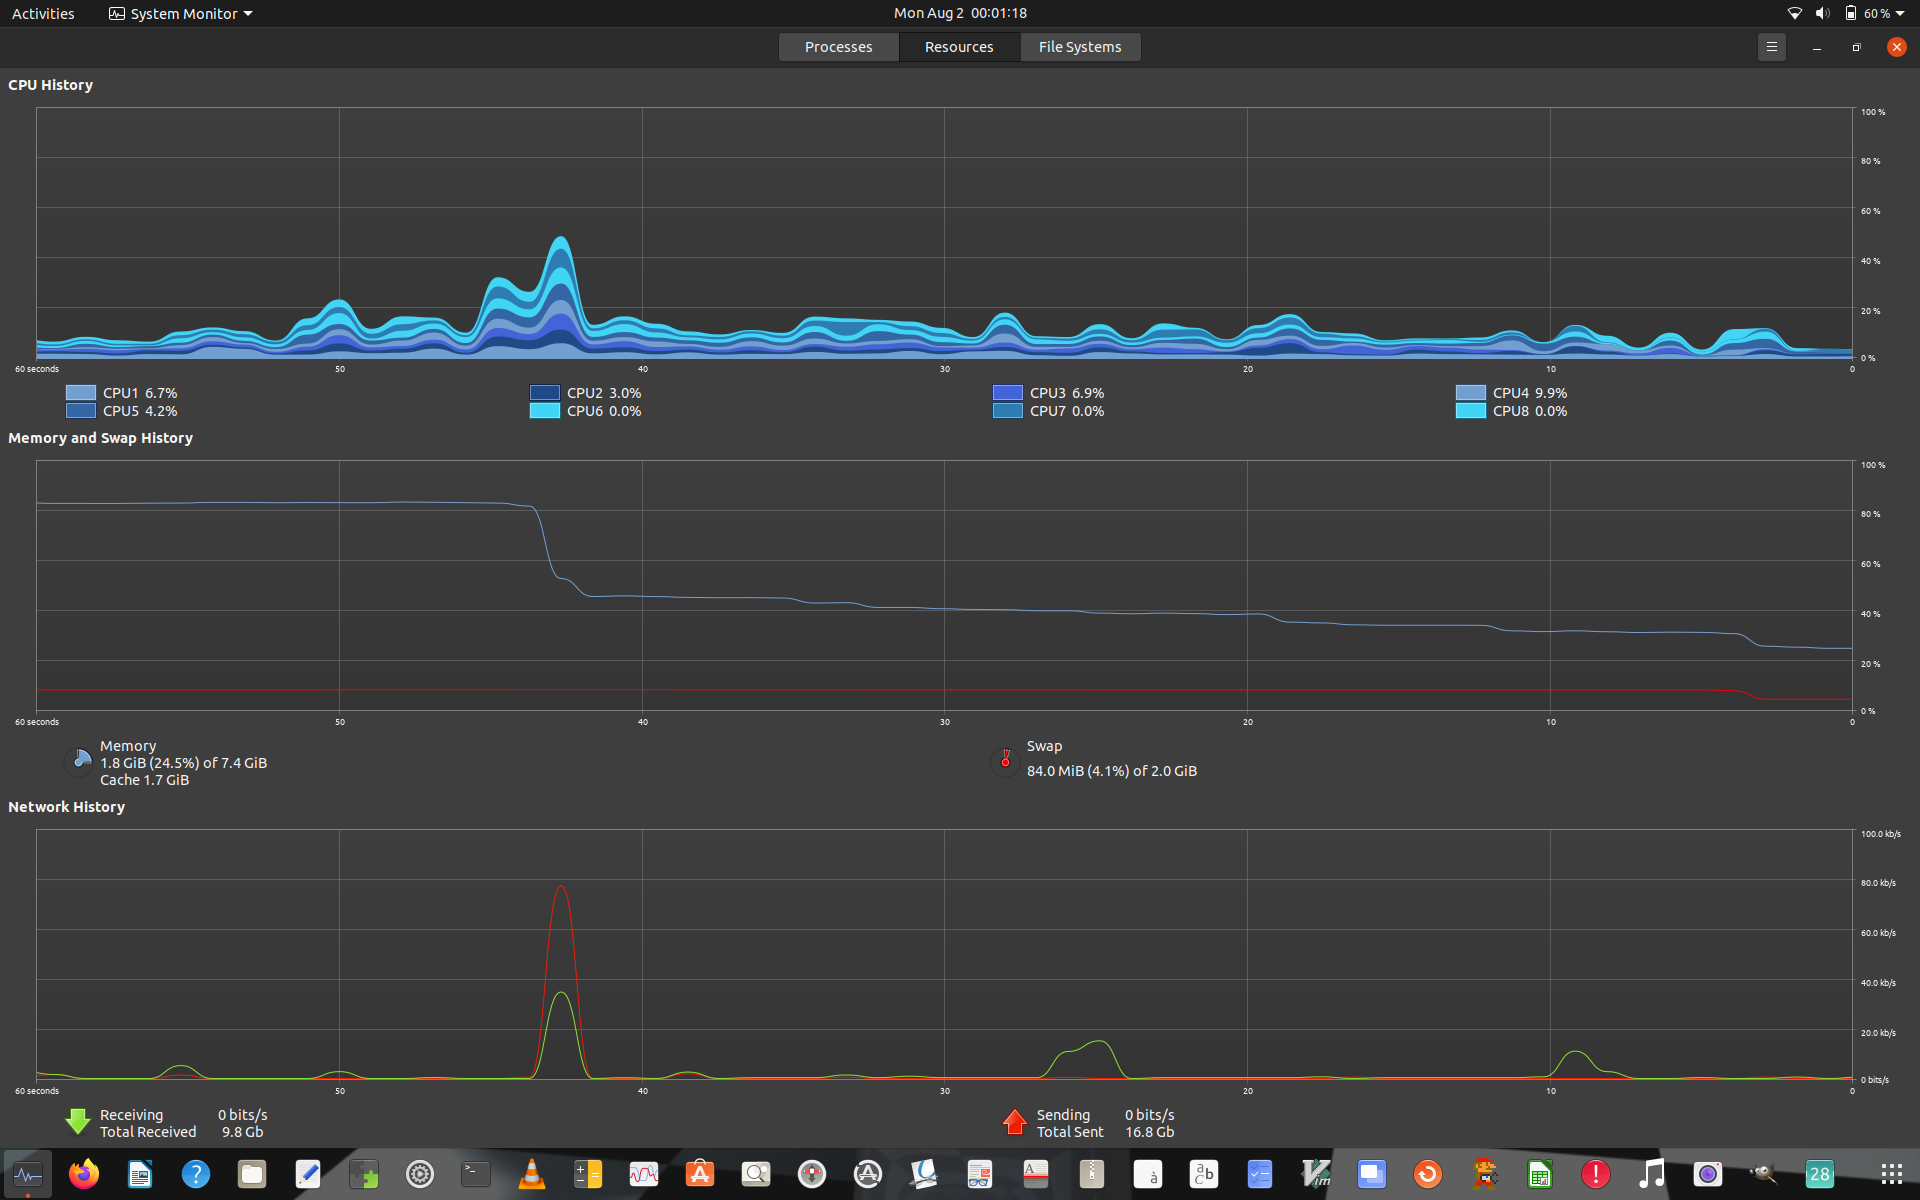 Activities System Monitor Mon Aug 2 00:01:18 60 %
Processes Resources File Systems
CPU History
100 %
80 %
60 %
40 %
20 %
0 %
60 seconds 50 40 30 20 10 0
CPU1 6.7% CPU2 3.0% CPU3 6.9% CPU4 9.9%
CPU5 4.2% CPU6 0.0% CPU7 0.0% CPU8 0.0%
Memory and Swap History
100 %
80 %
60 %
40 %
20 %
0 %
60 seconds 50 40 30 20 10 0
Memory
1.8 GiB (24.5%) of 7.4 GiB
Cache 1.7 GiB
Swap
84.0 MiB (4.1%) of 2.0 GiB
Network History
100.0 kb/s
80.0 kb/s
60.0 kb/s
40.0 kb/s
20.0 kb/s
0 bits/s
60 seconds 50 40 30 20 10 0
Receiving 0 bits/s
Total Received 9.8 Gb
Sending 0 bits/s
Total Sent 16.8 Gb
? >_ A à a b c Vim ! 28